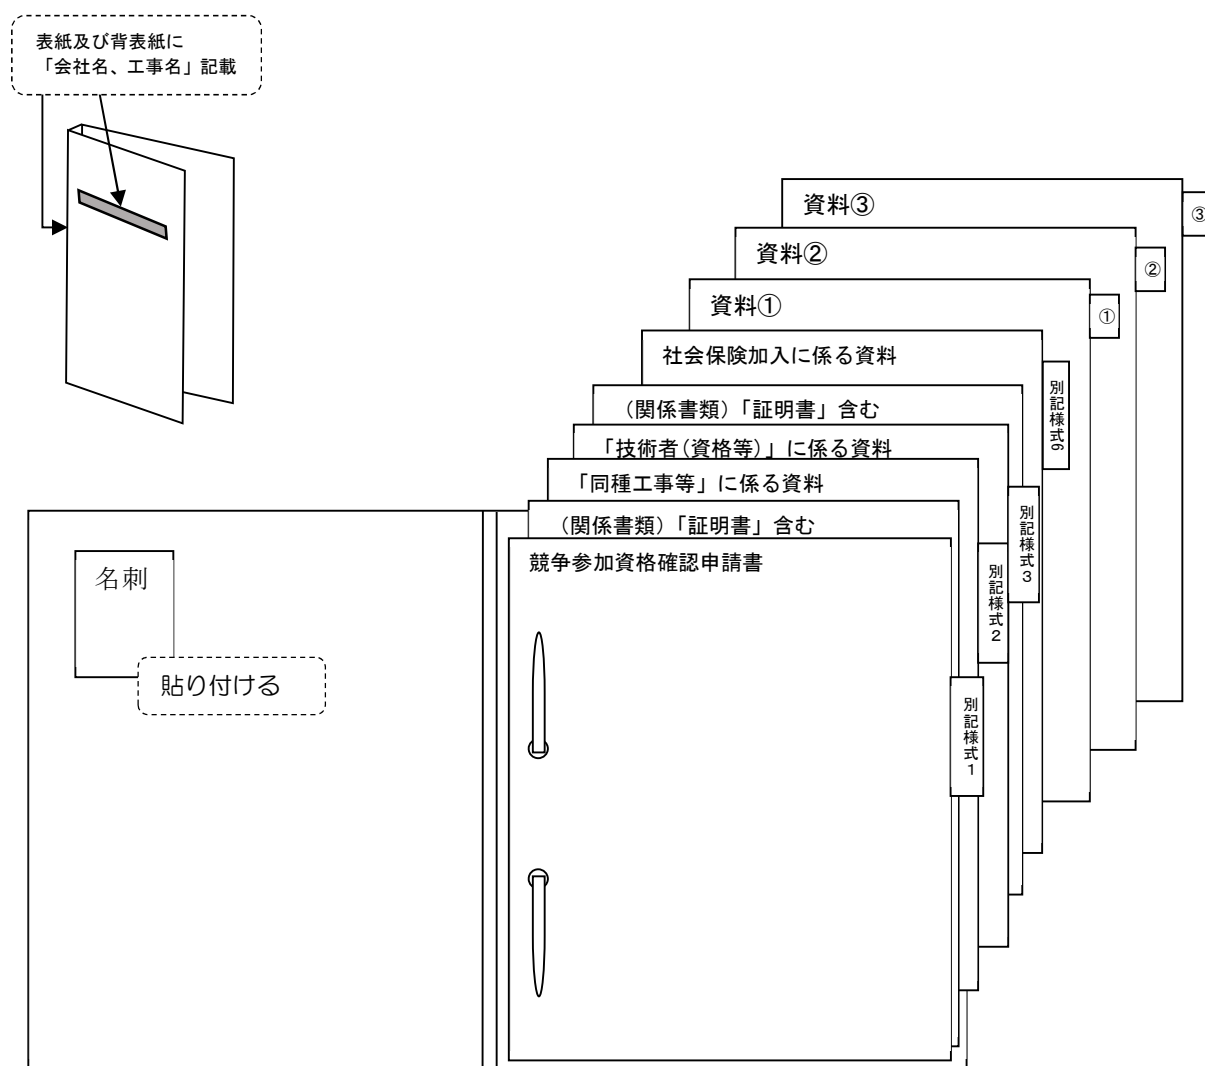 表紙及び背表紙に
「会社名、工事名」記載
資料③
③
資料②
②
資料①
①
社会保険加入に係る資料
別記様式6
(関係書類)「証明書」含む
「技術者(資格等)」に係る資料
別記様式3
「同種工事等」に係る資料
別記様式2
(関係書類)「証明書」含む
競争参加資格確認申請書
別記様式1
名刺
貼り付ける